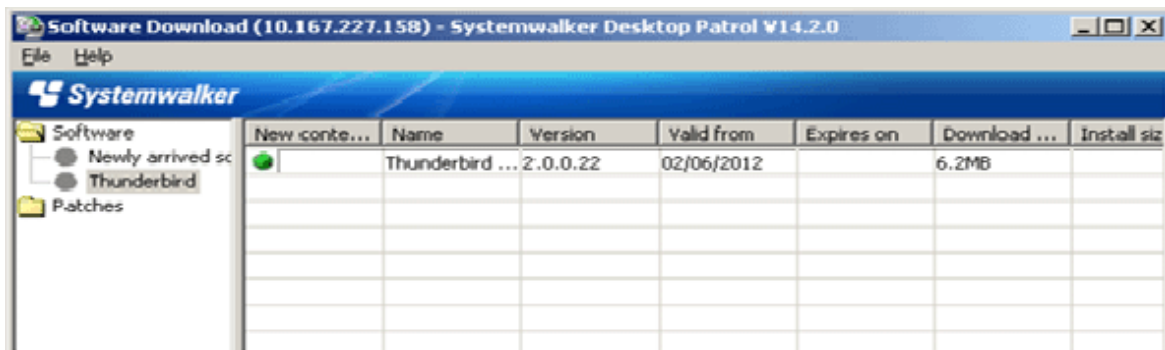 Software Download (10.167.227.158) - Systemwalker Desktop Patrol V14.2.0
File Help
Systemwalker
Software
Newly arrived sc
Thunderbird
Patches
New conte... Name Version Valid from Expires on Download ... Install siz
Thunderbird ... 2.0.0.22 02/06/2012 6.2MB